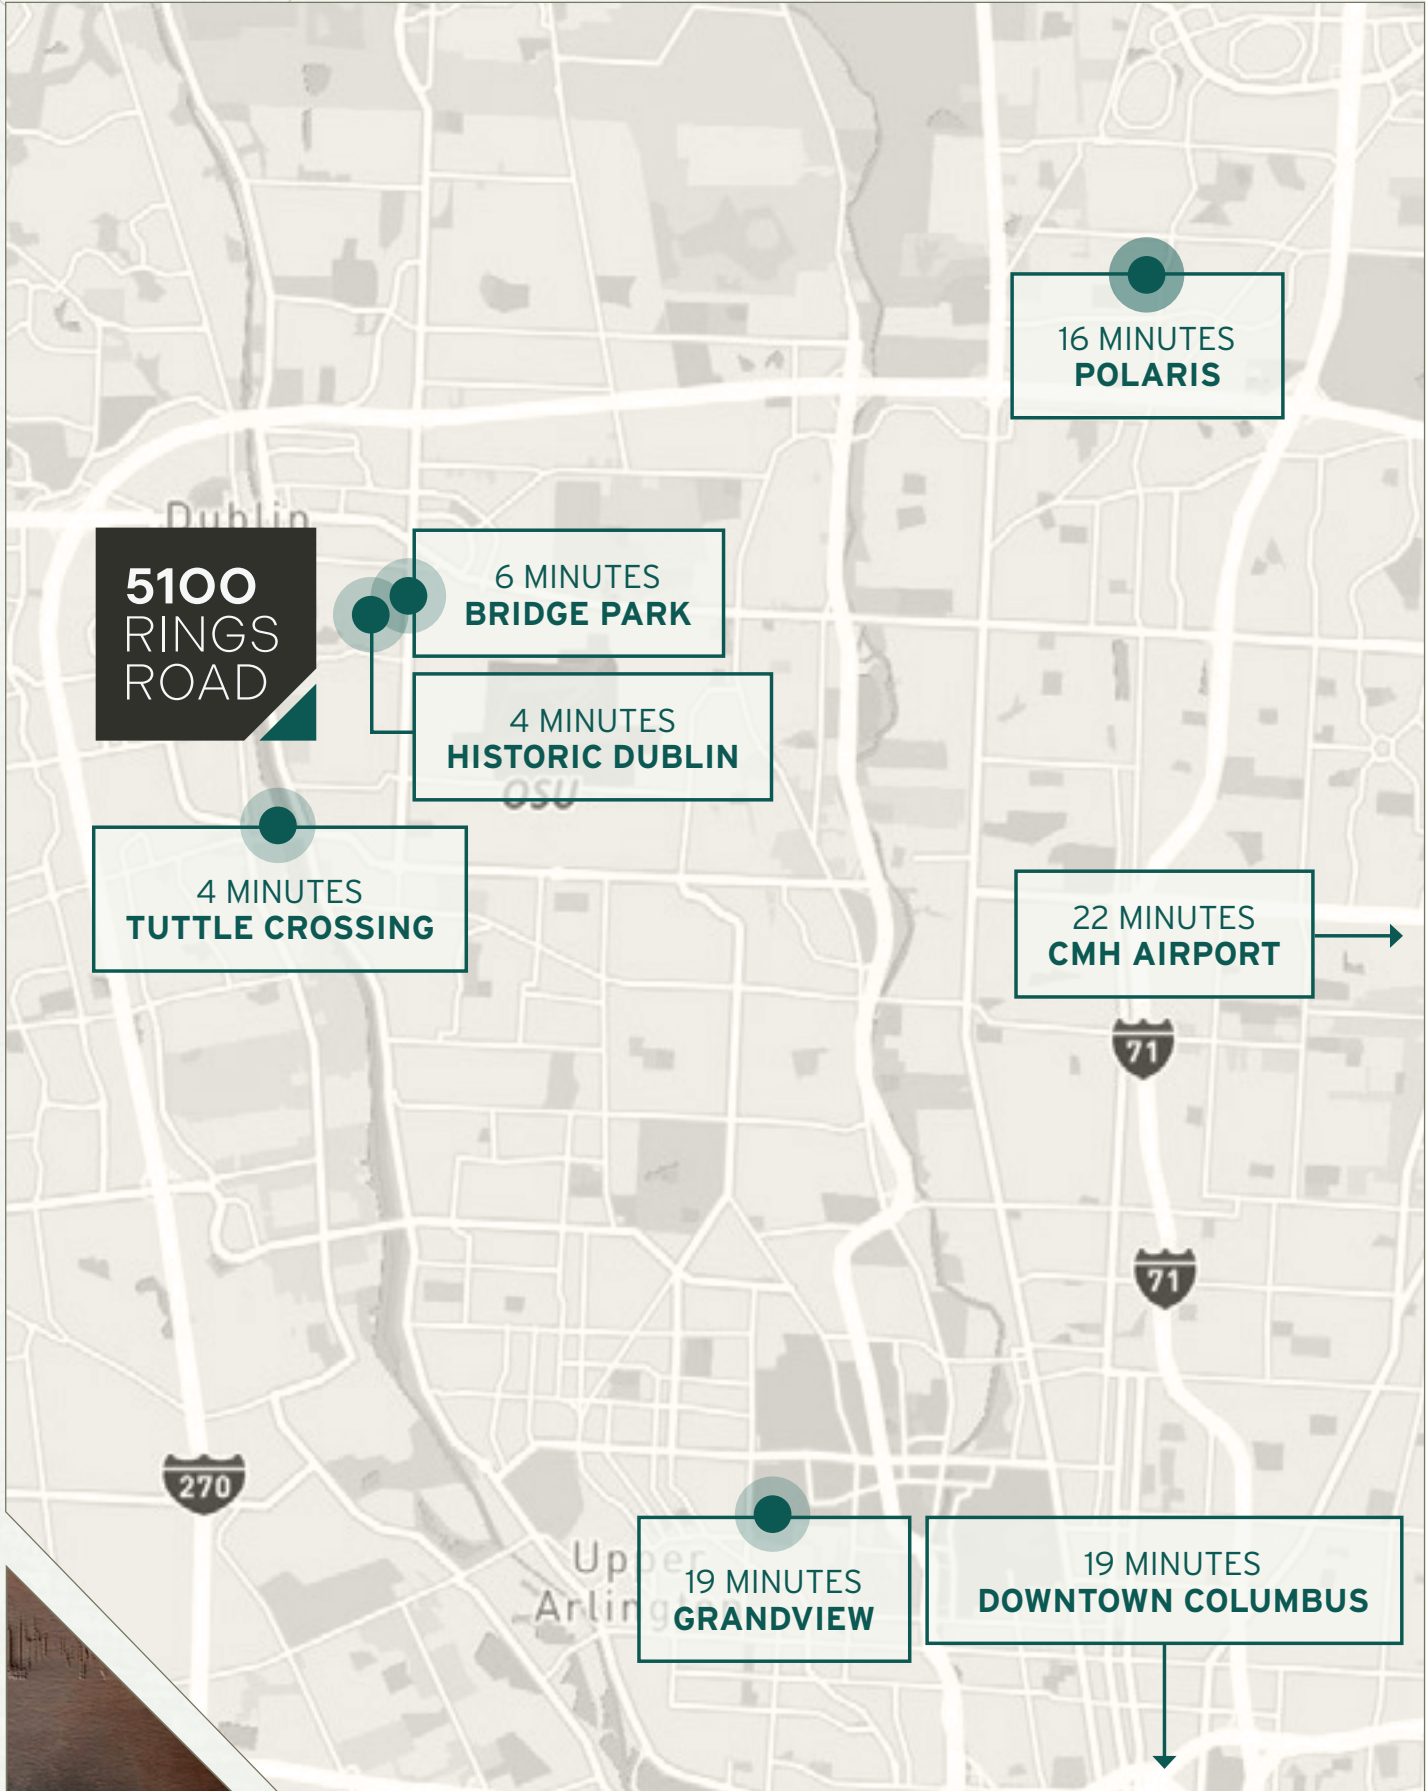 16 MINUTES
POLARIS
Dublin
5100
RINGS
ROAD
6 MINUTES
BRIDGE PARK
4 MINUTES
HISTORIC DUBLIN
OSU
4 MINUTES
TUTTLE CROSSING
22 MINUTES
CMH AIRPORT
71
71
270
Upper
Arlington
19 MINUTES
GRANDVIEW
19 MINUTES
DOWNTOWN COLUMBUS